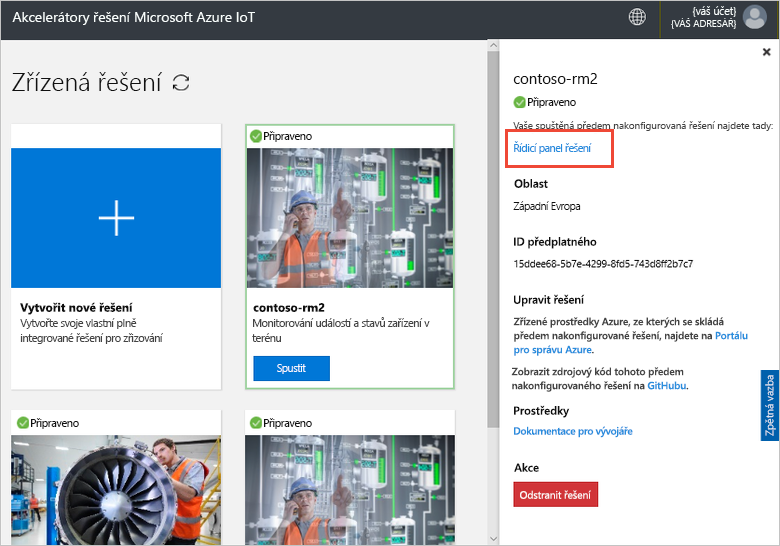 Akcelerátory řešení Microsoft Azure IoT
{váš účet}
{VÁŠ ADRESÁŘ}
Zřízená řešení
Vytvořit nové řešení
Vytvořte svoje vlastní plně
integrované řešení pro zřizování
Připraveno
contoso-rm2
Monitorování událostí a stavů zařízení v
terénu
Spustit
Připraveno
Připraveno
contoso-rm2
Připraveno
Vaše spuštěná předem nakonfigurovaná řešení najdete tady:
Řídicí panel řešení
Oblast
Západní Evropa
ID předplatného
15ddee68-5b7e-4299-8fd5-743d8ff2b7c7
Upravit řešení
Zřízené prostředky Azure, ze kterých se skládá
předem nakonfigurované řešení, najdete na Portálu
pro správu Azure.
Zobrazit zdrojový kód tohoto předem
nakonfigurovaného řešení na GitHubu.
Prostředky
Dokumentace pro vývojáře
Akce
Odstranit řešení
Zpětná vazba